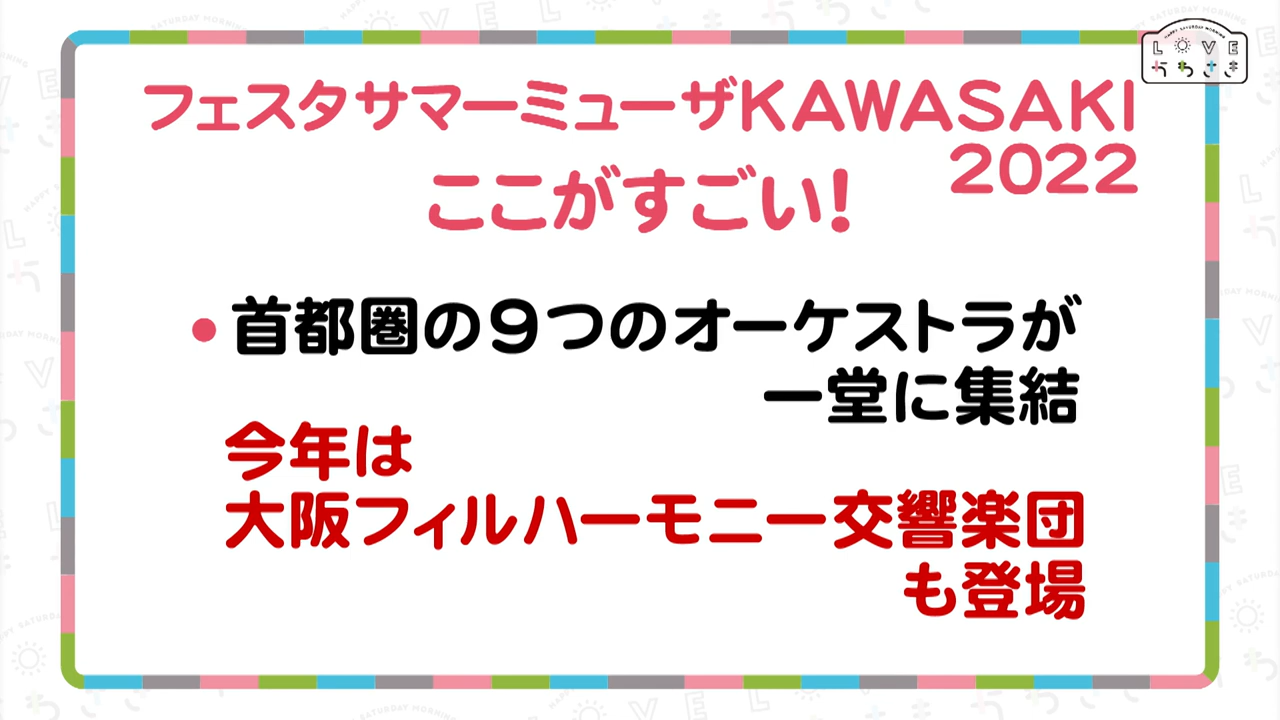 HAPPY SATURDAY MORNING
LOVE
かわさき
フェスタサマーミューザKAWASAKI
2022
ここがすごい!
●首都圏の9つのオーケストラが
一堂に集結
今年は
大阪フィルハーモニー交響楽団
も登場